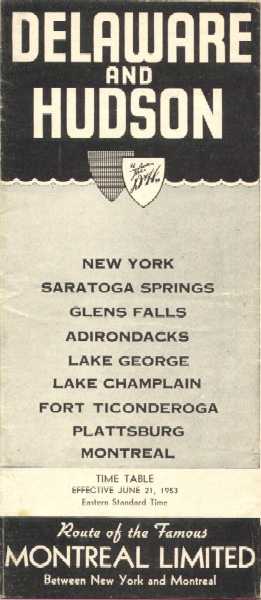 DELAWARE
AND
HUDSON
D&H
NEW YORK
SARATOGA SPRINGS
GLENS FALLS
ADIRONDACKS
LAKE GEORGE
LAKE CHAMPLAIN
FORT TICONDEROGA
PLATTSBURG
MONTREAL
TIME TABLE
EFFECTIVE JUNE 21, 1953
Eastern Standard Time
Route of the Famous
MONTREAL LIMITED
Between New York and Montreal